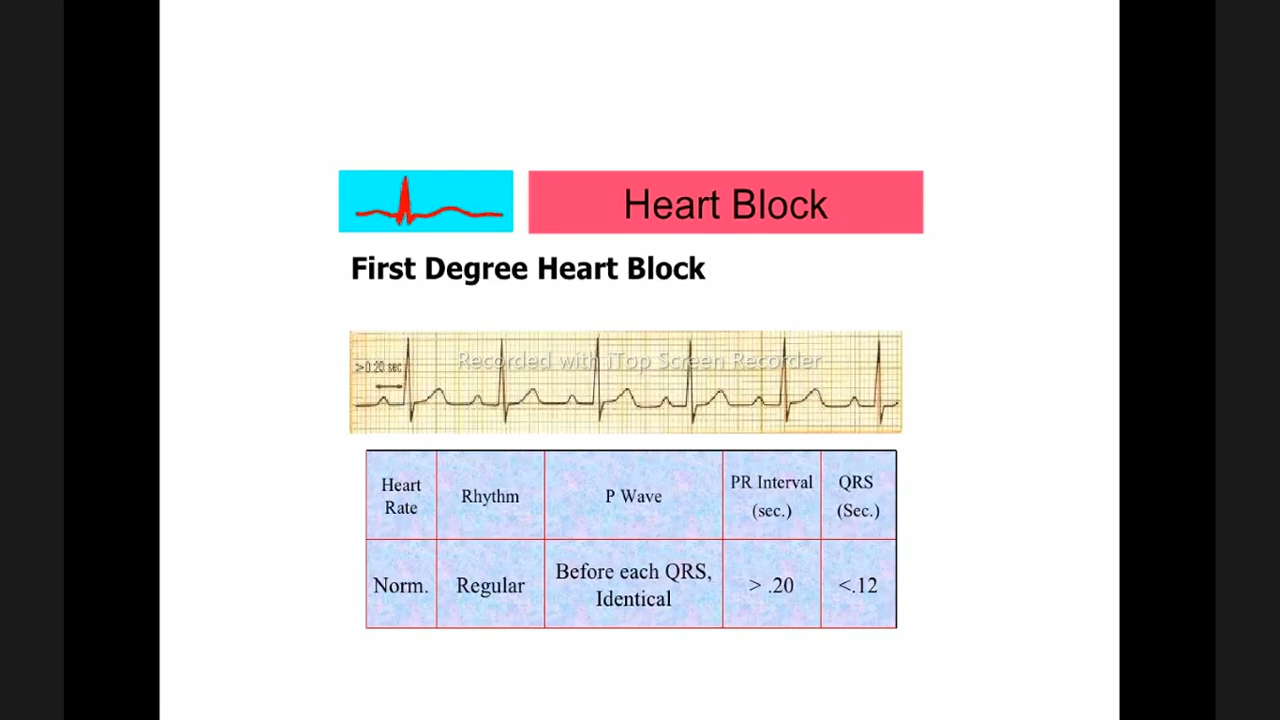 Heart Block
First Degree Heart Block
Recorded with iTop Screen Recorder
>0.20 sec
Heart
Rate
Rhythm
P Wave
PR Interval
(sec.)
QRS
(Sec.)
Norm.
Regular
Before each QRS,
Identical
> .20
<.12